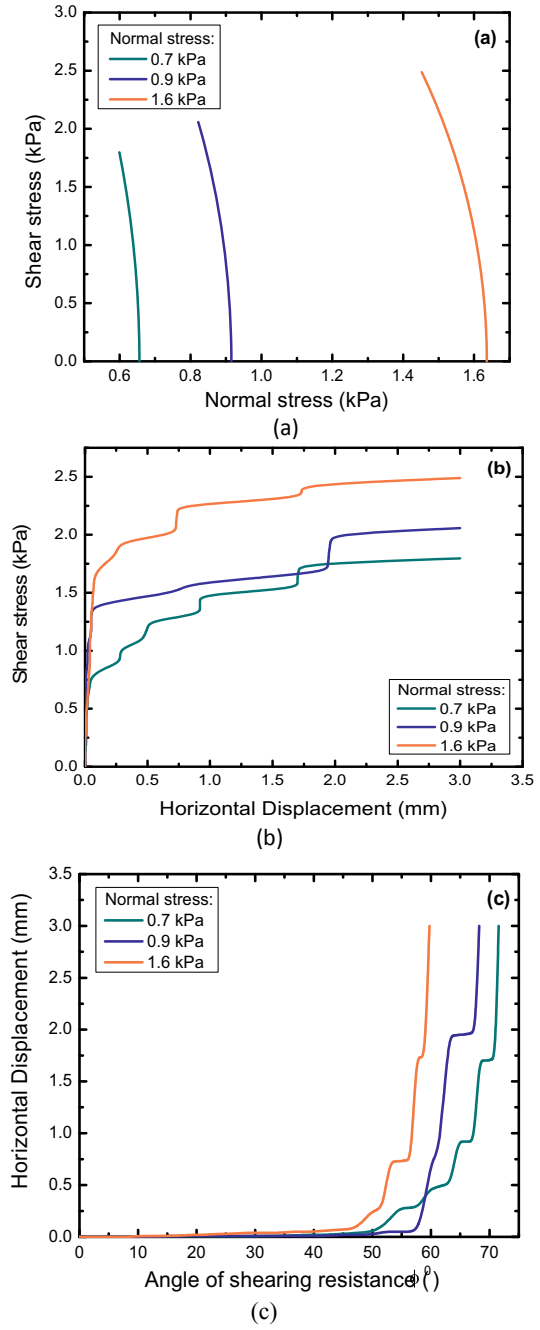 (a)
Normal stress:
0.7 kPa
0.9 kPa
1.6 kPa
3.0
2.5
2.0
1.5
1.0
0.5
0.0
Shear stress (kPa)
0.6 0.8 1.0 1.2 1.4 1.6
Normal stress (kPa)
(a)
(b)
2.5
2.0
1.5
1.0
0.5
0.0
Shear stress (kPa)
Normal stress:
0.7 kPa
0.9 kPa
1.6 kPa
0.0 0.5 1.0 1.5 2.0 2.5 3.0 3.5
Horizontal Displacement (mm)
(b)
(c)
Normal stress:
0.7 kPa
0.9 kPa
1.6 kPa
3.5
3.0
2.5
2.0
1.5
1.0
0.5
0.0
Horizontal Displacement (mm)
0 10 20 30 40 50 60 70
Angle of shearing resistance ϕ (⁰)
(c)